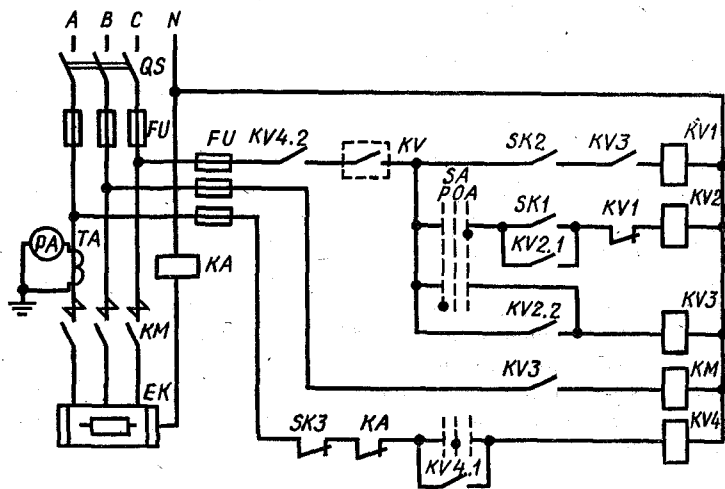 A B C N
QS
FU
FU KV4.2 KV SK2 KV3 KV1
SA
P O A
SK1 KV1 KV2
KV2.1
PA TA
KA
KV2.2 KV3
KM
KV3 KM
EK
SK3 KA KV4
KV4.1